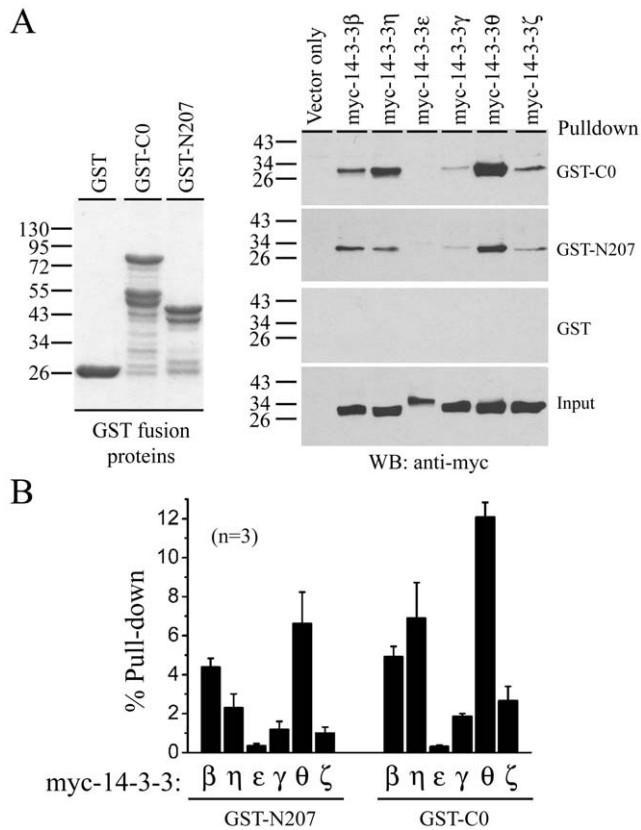 A
GST
GST-C0
GST-N207
130
95
72
55
43
34
26
GST fusion
proteins
Vector only
myc-14-3-3β
myc-14-3-3η
myc-14-3-3ε
myc-14-3-3γ
myc-14-3-3θ
myc-14-3-3ζ
Pulldown
43
34
26
GST-C0
43
34
26
GST-N207
43
34
26
GST
43
34
26
Input
WB: anti-myc
B
(n=3)
% Pull-down
12
10
8
6
4
2
0
myc-14-3-3: β η ε γ θ ζ β η ε γ θ ζ
GST-N207 GST-C0